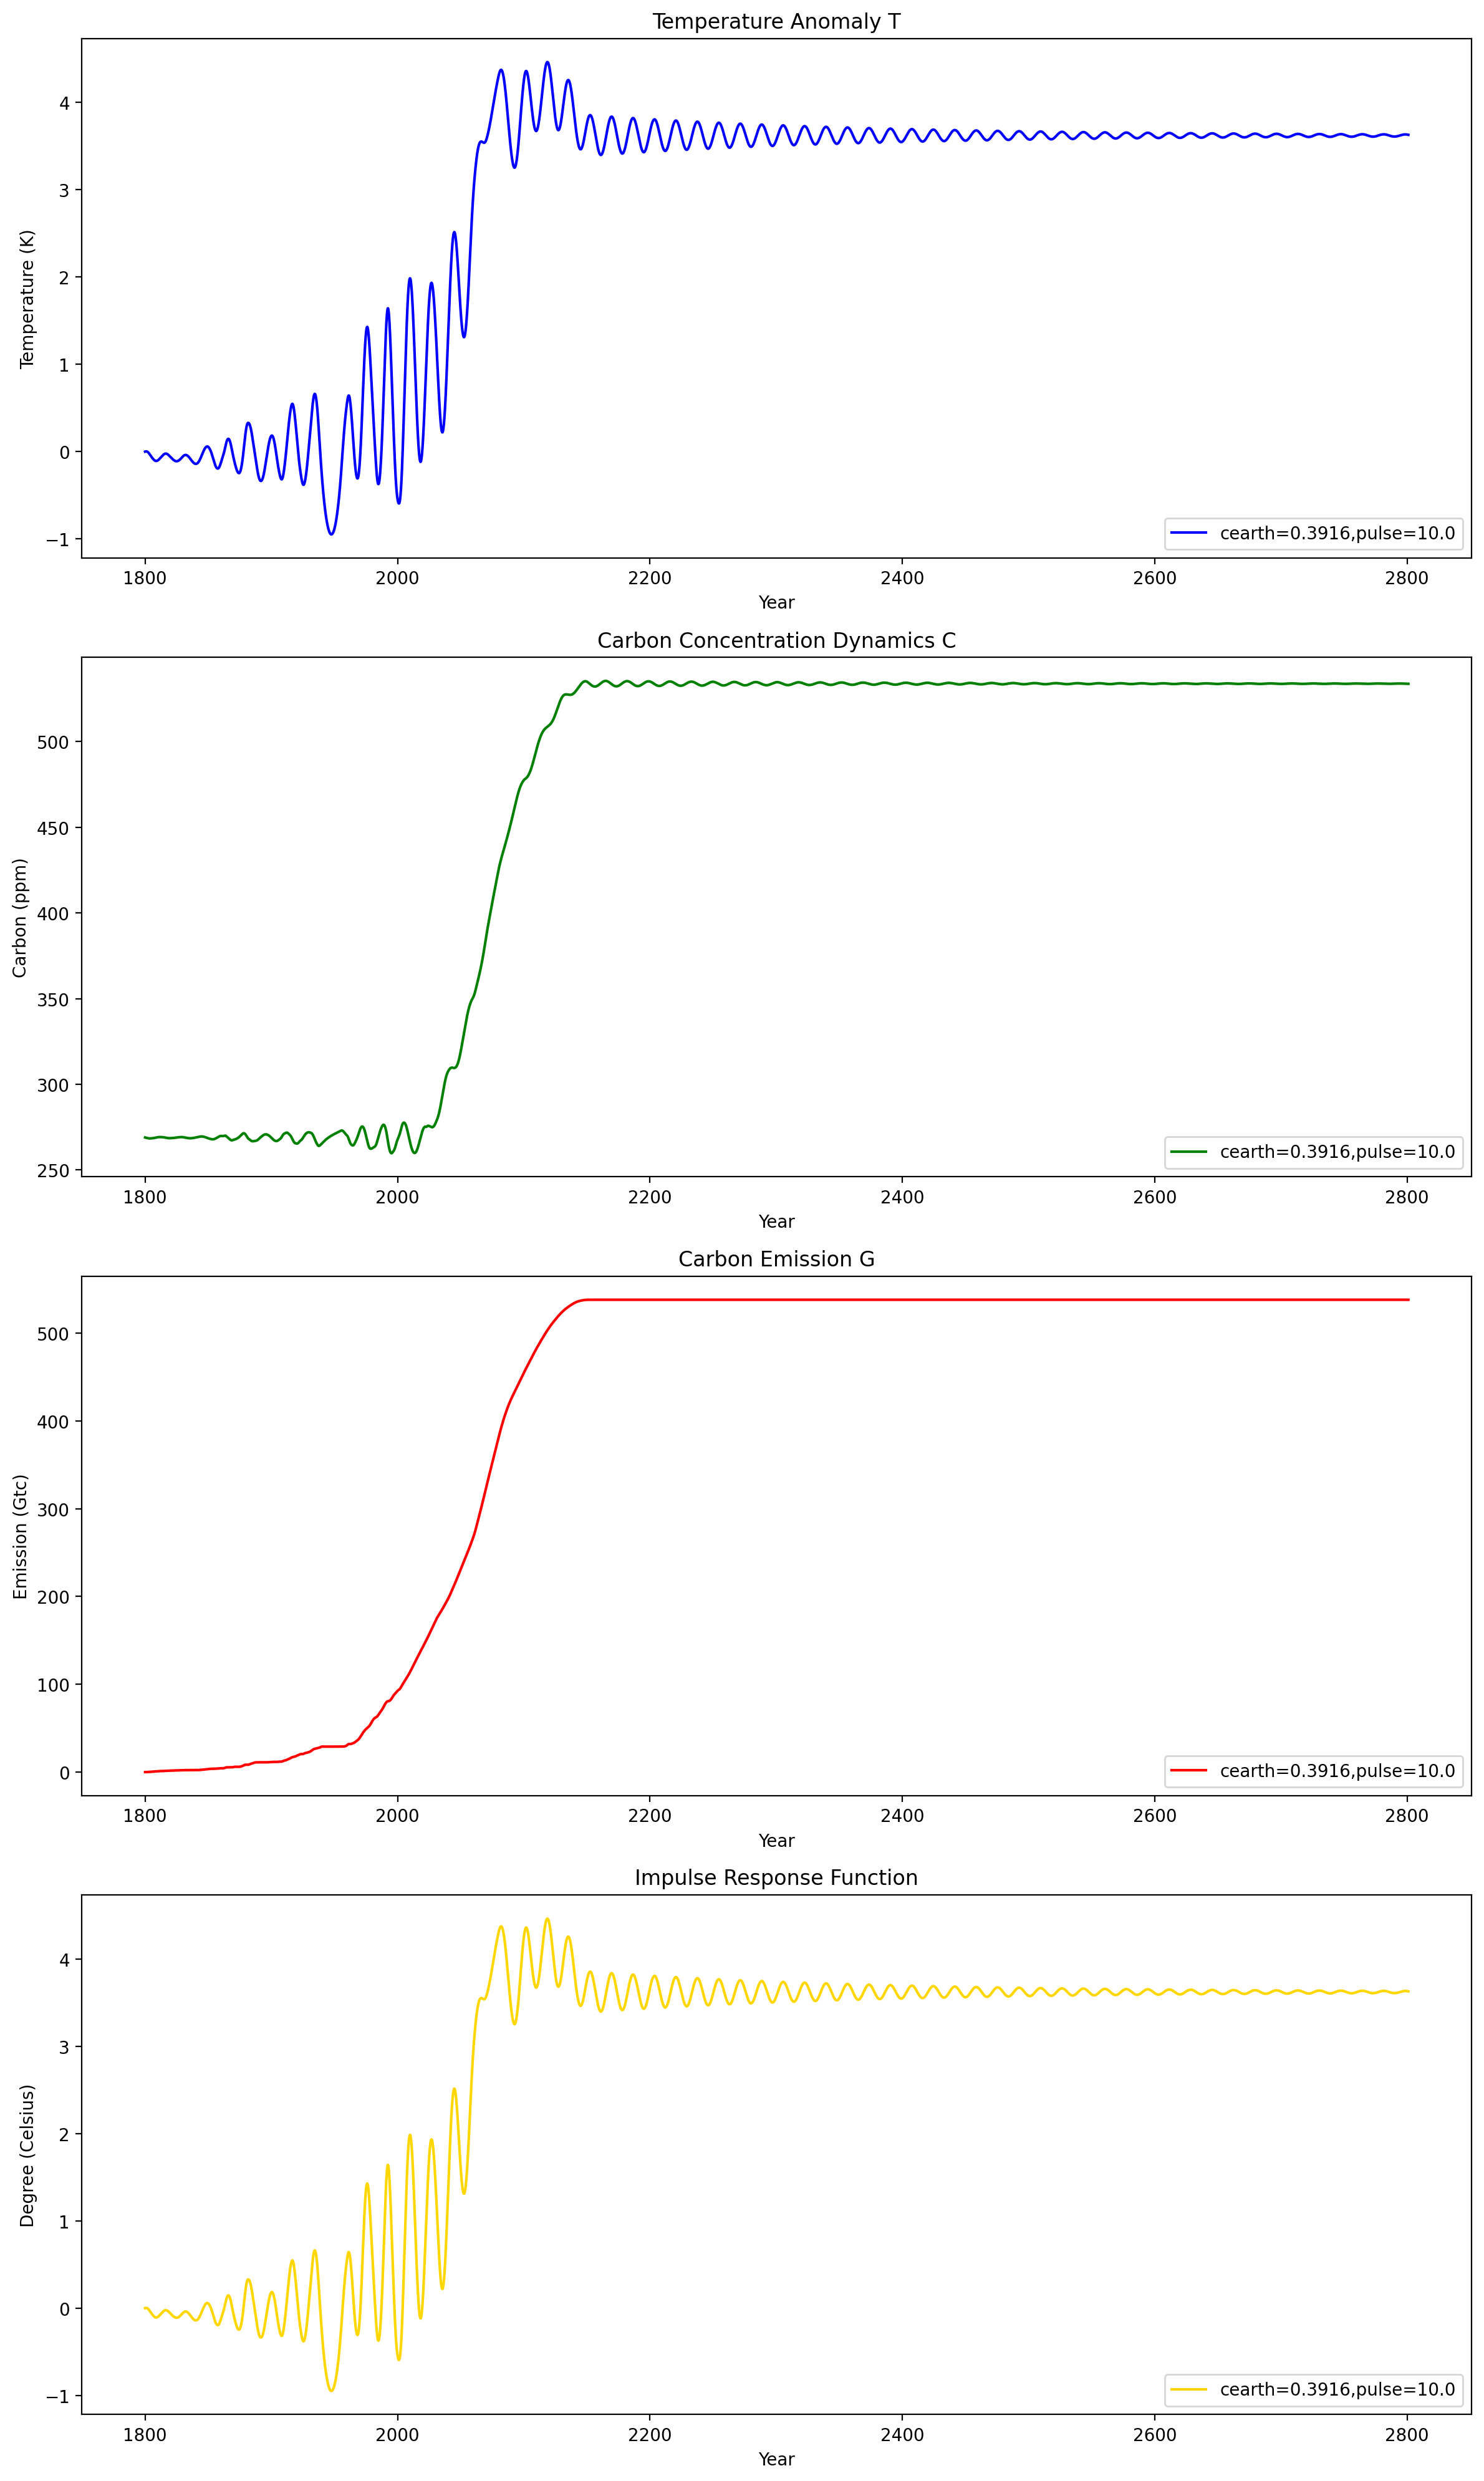 Temperature Anomaly T
Temperature (K)
4
3
2
1
0
−1
cearth=0.3916,pulse=10.0
1800 2000 2200 2400 2600 2800
Year
Carbon Concentration Dynamics C
Carbon (ppm)
500
450
400
350
300
250
cearth=0.3916,pulse=10.0
1800 2000 2200 2400 2600 2800
Year
Carbon Emission G
Emission (Gtc)
500
400
300
200
100
0
cearth=0.3916,pulse=10.0
1800 2000 2200 2400 2600 2800
Year
Impulse Response Function
Degree (Celsius)
4
3
2
1
0
−1
cearth=0.3916,pulse=10.0
1800 2000 2200 2400 2600 2800
Year